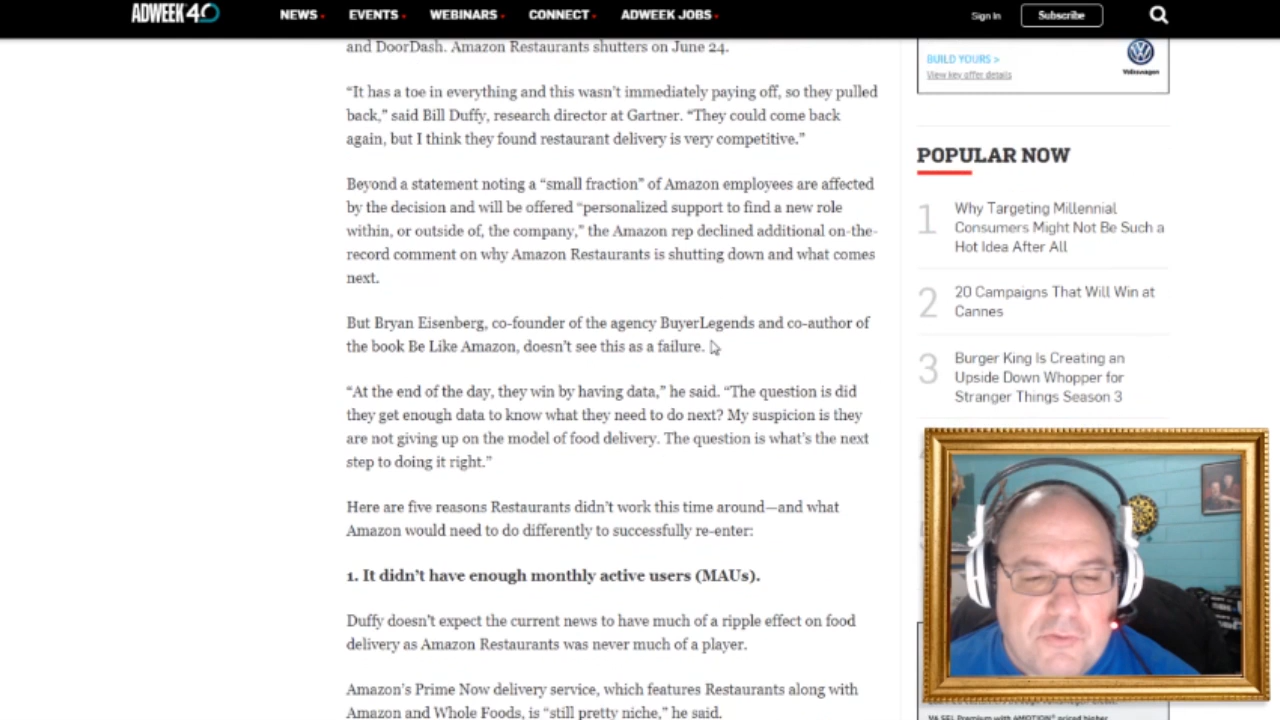 ADWEEK 4
NEWS
EVENTS
WEBINARS
CONNECT
ADWEEK JOBS
Sign In
Subscribe
and DoorDash. Amazon Restaurants shutters on June 24.
“It has a toe in everything and this wasn’t immediately paying off, so they pulled
back,” said Bill Duffy, research director at Gartner. “They could come back
again, but I think they found restaurant delivery is very competitive.”
Beyond a statement noting a “small fraction” of Amazon employees are affected
by the decision and will be offered “personalized support to find a new role
within, or outside of, the company,” the Amazon rep declined additional on-the-
record comment on why Amazon Restaurants is shutting down and what comes
next.
But Bryan Eisenberg, co-founder of the agency BuyerLegends and co-author of
the book Be Like Amazon, doesn’t see this as a failure.
“At the end of the day, they win by having data,” he said. “The question is did
they get enough data to know what they need to do next? My suspicion is they
are not giving up on the model of food delivery. The question is what’s the next
step to doing it right.”
Here are five reasons Restaurants didn’t work this time around—and what
Amazon would need to do differently to successfully re-enter:
1. It didn’t have enough monthly active users (MAUs).
Duffy doesn’t expect the current news to have much of a ripple effect on food
delivery as Amazon Restaurants was never much of a player.
Amazon’s Prime Now delivery service, which features Restaurants along with
Amazon and Whole Foods, is “still pretty niche,” he said.
BUILD YOURS >
View key offer details
Volkswagen
POPULAR NOW
1
Why Targeting Millennial
Consumers Might Not Be Such a
Hot Idea After All
2
20 Campaigns That Will Win at
Cannes
3
Burger King Is Creating an
Upside Down Whopper for
Stranger Things Season 3